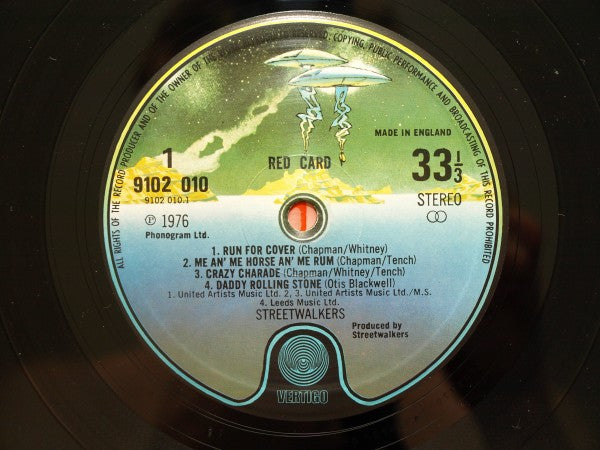 ALL RIGHTS OF THE RECORD PRODUCER AND OF THE OWNER OF THE RESERVED. COPYING, PUBLIC PERFORMANCE AND BROADCASTING OF THIS RECORD PROHIBITED
MADE IN ENGLAND
1
RED CARD
33 1/3
9102 010
9102 010.1
STEREO
Ⓟ 1976
Phonogram Ltd.
1
1. RUN FOR COVER (Chapman/Whitney)
2. ME AN' ME HORSE AN' ME RUM (Chapman/Tench)
3. CRAZY CHARADE (Chapman/Whitney/Tench)
4. DADDY ROLLING STONE (Otis Blackwell)
1. United Artists Music Ltd. 2, 3. United Artists Music Ltd./M.S.
4. Leeds Music Ltd.
STREETWALKERS
Produced by
Streetwalkers
VERTIGO